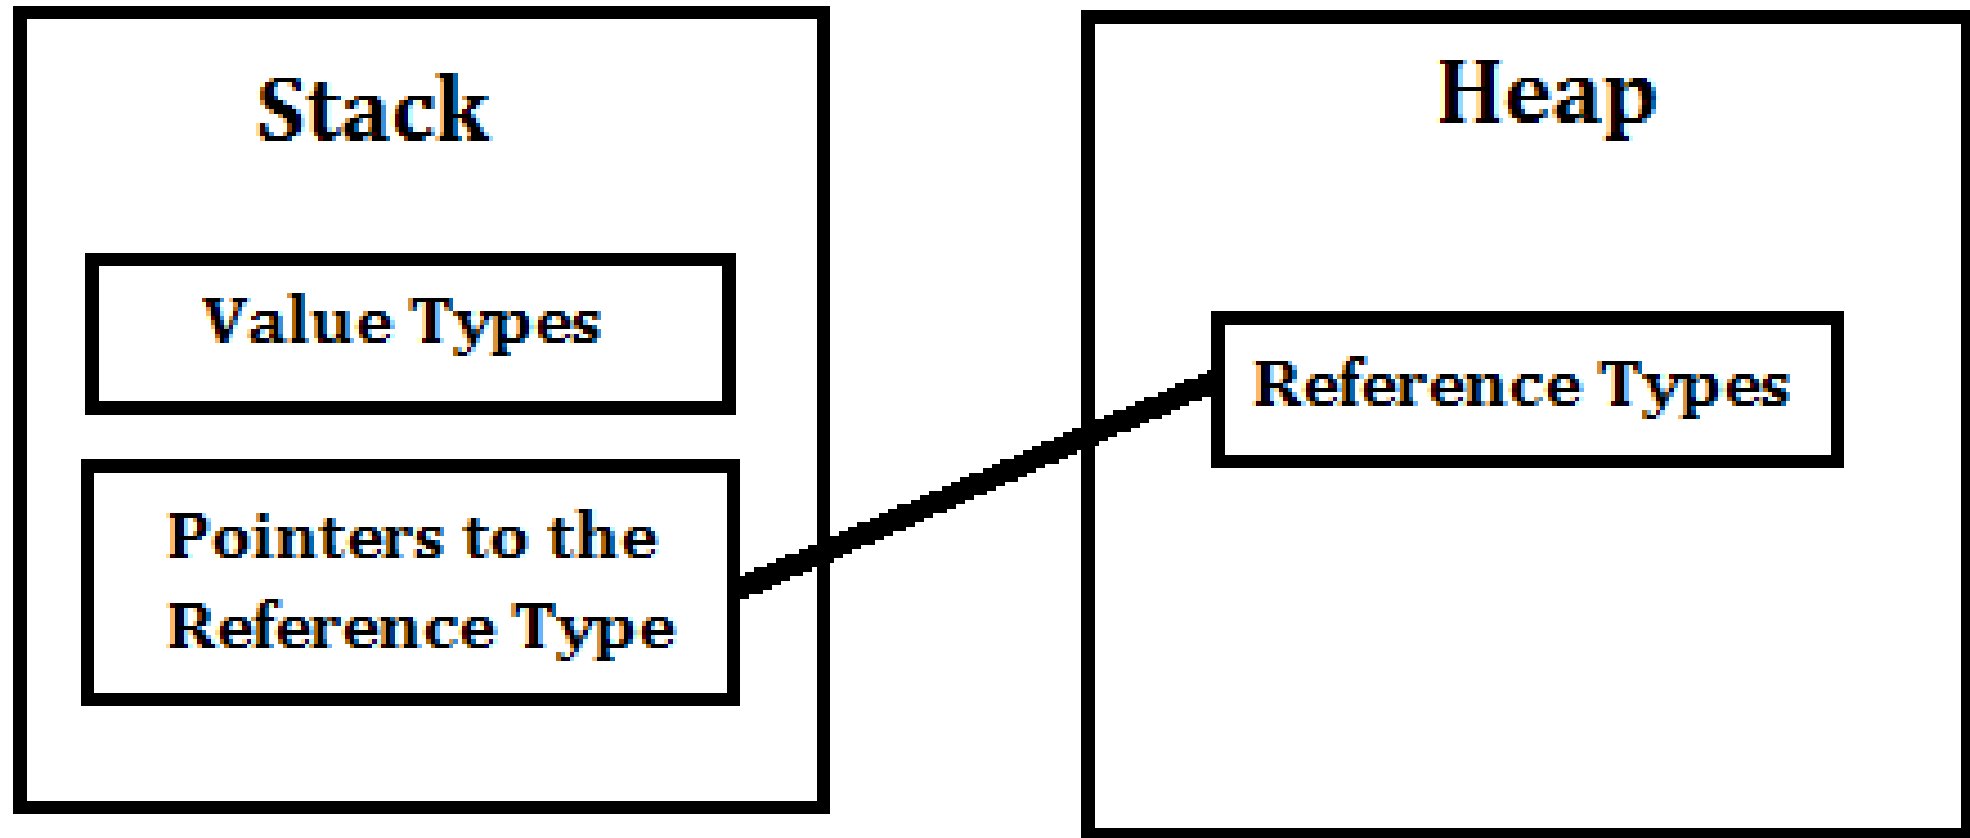 Stack
Value Types
Pointers to the
Reference Type
Heap
Reference Types